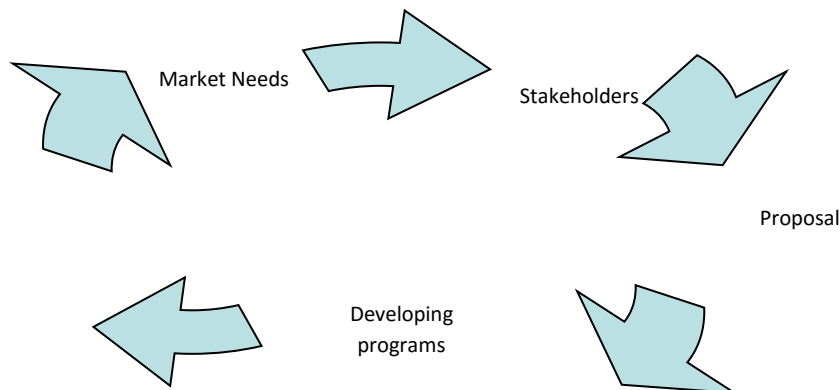 Market Needs
Stakeholders
Proposal
Developing
programs